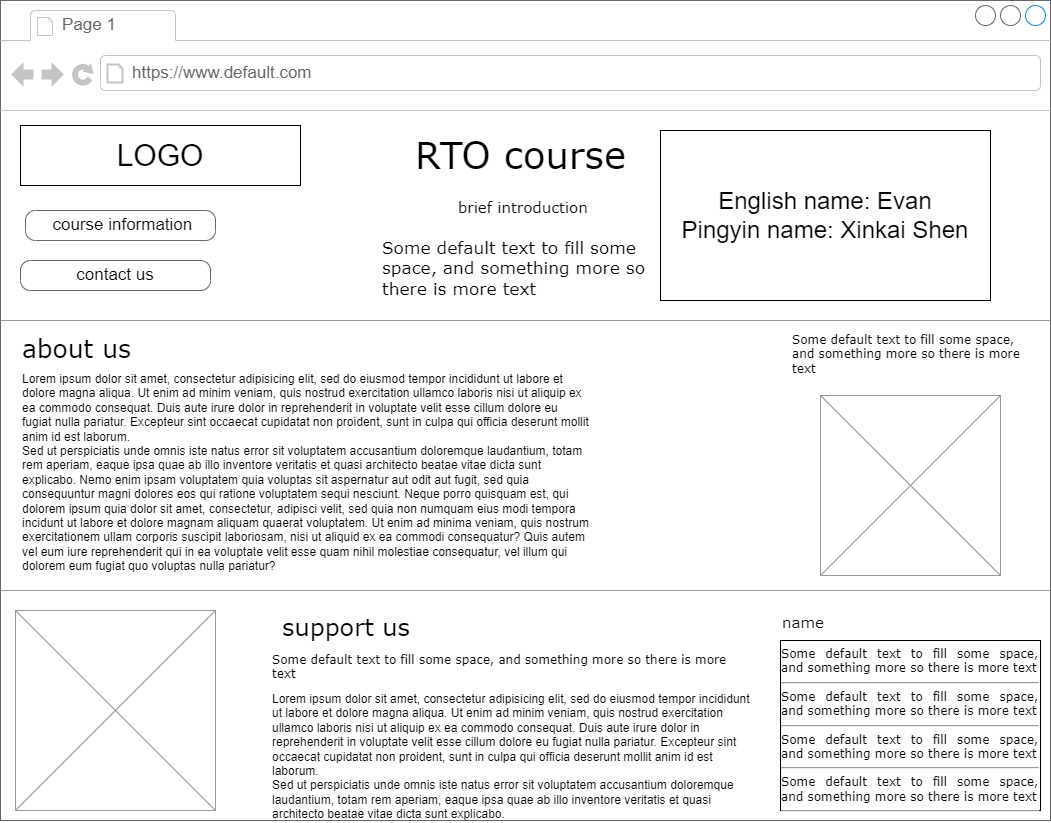 Page 1
https://www.default.com
LOGO
course information
contact us
RTO course
brief introduction
Some default text to fill some
space, and something more so
there is more text
English name: Evan
Pingyin name: Xinkai Shen
about us
Lorem ipsum dolor sit amet, consectetur adipisicing elit, sed do eiusmod tempor incididunt ut labore et
dolore magna aliqua. Ut enim ad minim veniam, quis nostrud exercitation ullamco laboris nisi ut aliquip ex
ea commodo consequat. Duis aute irure dolor in reprehenderit in voluptate velit esse cillum dolore eu
fugiat nulla pariatur. Excepteur sint occaecat cupidatat non proident, sunt in culpa qui officia deserunt mollit
anim id est laborum.
Sed ut perspiciatis unde omnis iste natus error sit voluptatem accusantium doloremque laudantium, totam
rem aperiam, eaque ipsa quae ab illo inventore veritatis et quasi architecto beatae vitae dicta sunt
explicabo. Nemo enim ipsam voluptatem quia voluptas sit aspernatur aut odit aut fugit, sed quia
consequuntur magni dolores eos qui ratione voluptatem sequi nesciunt. Neque porro quisquam est, qui
dolorem ipsum quia dolor sit amet, consectetur, adipisci velit, sed quia non numquam eius modi tempora
incidunt ut labore et dolore magnam aliquam quaerat voluptatem. Ut enim ad minima veniam, quis nostrum
exercitationem ullam corporis suscipit laboriosam, nisi ut aliquid ex ea commodi consequatur? Quis autem
vel eum iure reprehenderit qui in ea voluptate velit esse quam nihil molestiae consequatur, vel illum qui
dolorem eum fugiat quo voluptas nulla pariatur?
Some default text to fill some space,
and something more so there is more
text
support us
Some default text to fill some space, and something more so there is more
text
Lorem ipsum dolor sit amet, consectetur adipisicing elit, sed do eiusmod tempor incididunt
ut labore et dolore magna aliqua. Ut enim ad minim veniam, quis nostrud exercitation
ullamco laboris nisi ut aliquip ex ea commodo consequat. Duis aute irure dolor in
reprehenderit in voluptate velit esse cillum dolore eu fugiat nulla pariatur. Excepteur sint
occaecat cupidatat non proident, sunt in culpa qui officia deserunt mollit anim id est
laborum.
Sed ut perspiciatis unde omnis iste natus error sit voluptatem accusantium doloremque
laudantium, totam rem aperiam, eaque ipsa quae ab illo inventore veritatis et quasi
architecto beatae vitae dicta sunt explicabo. Nemo enim ipsam voluptatem quia voluptas
name
Some default text to fill some space,
and something more so there is more text
Some default text to fill some space,
and something more so there is more text
Some default text to fill some space,
and something more so there is more text
Some default text to fill some space,
and something more so there is more text